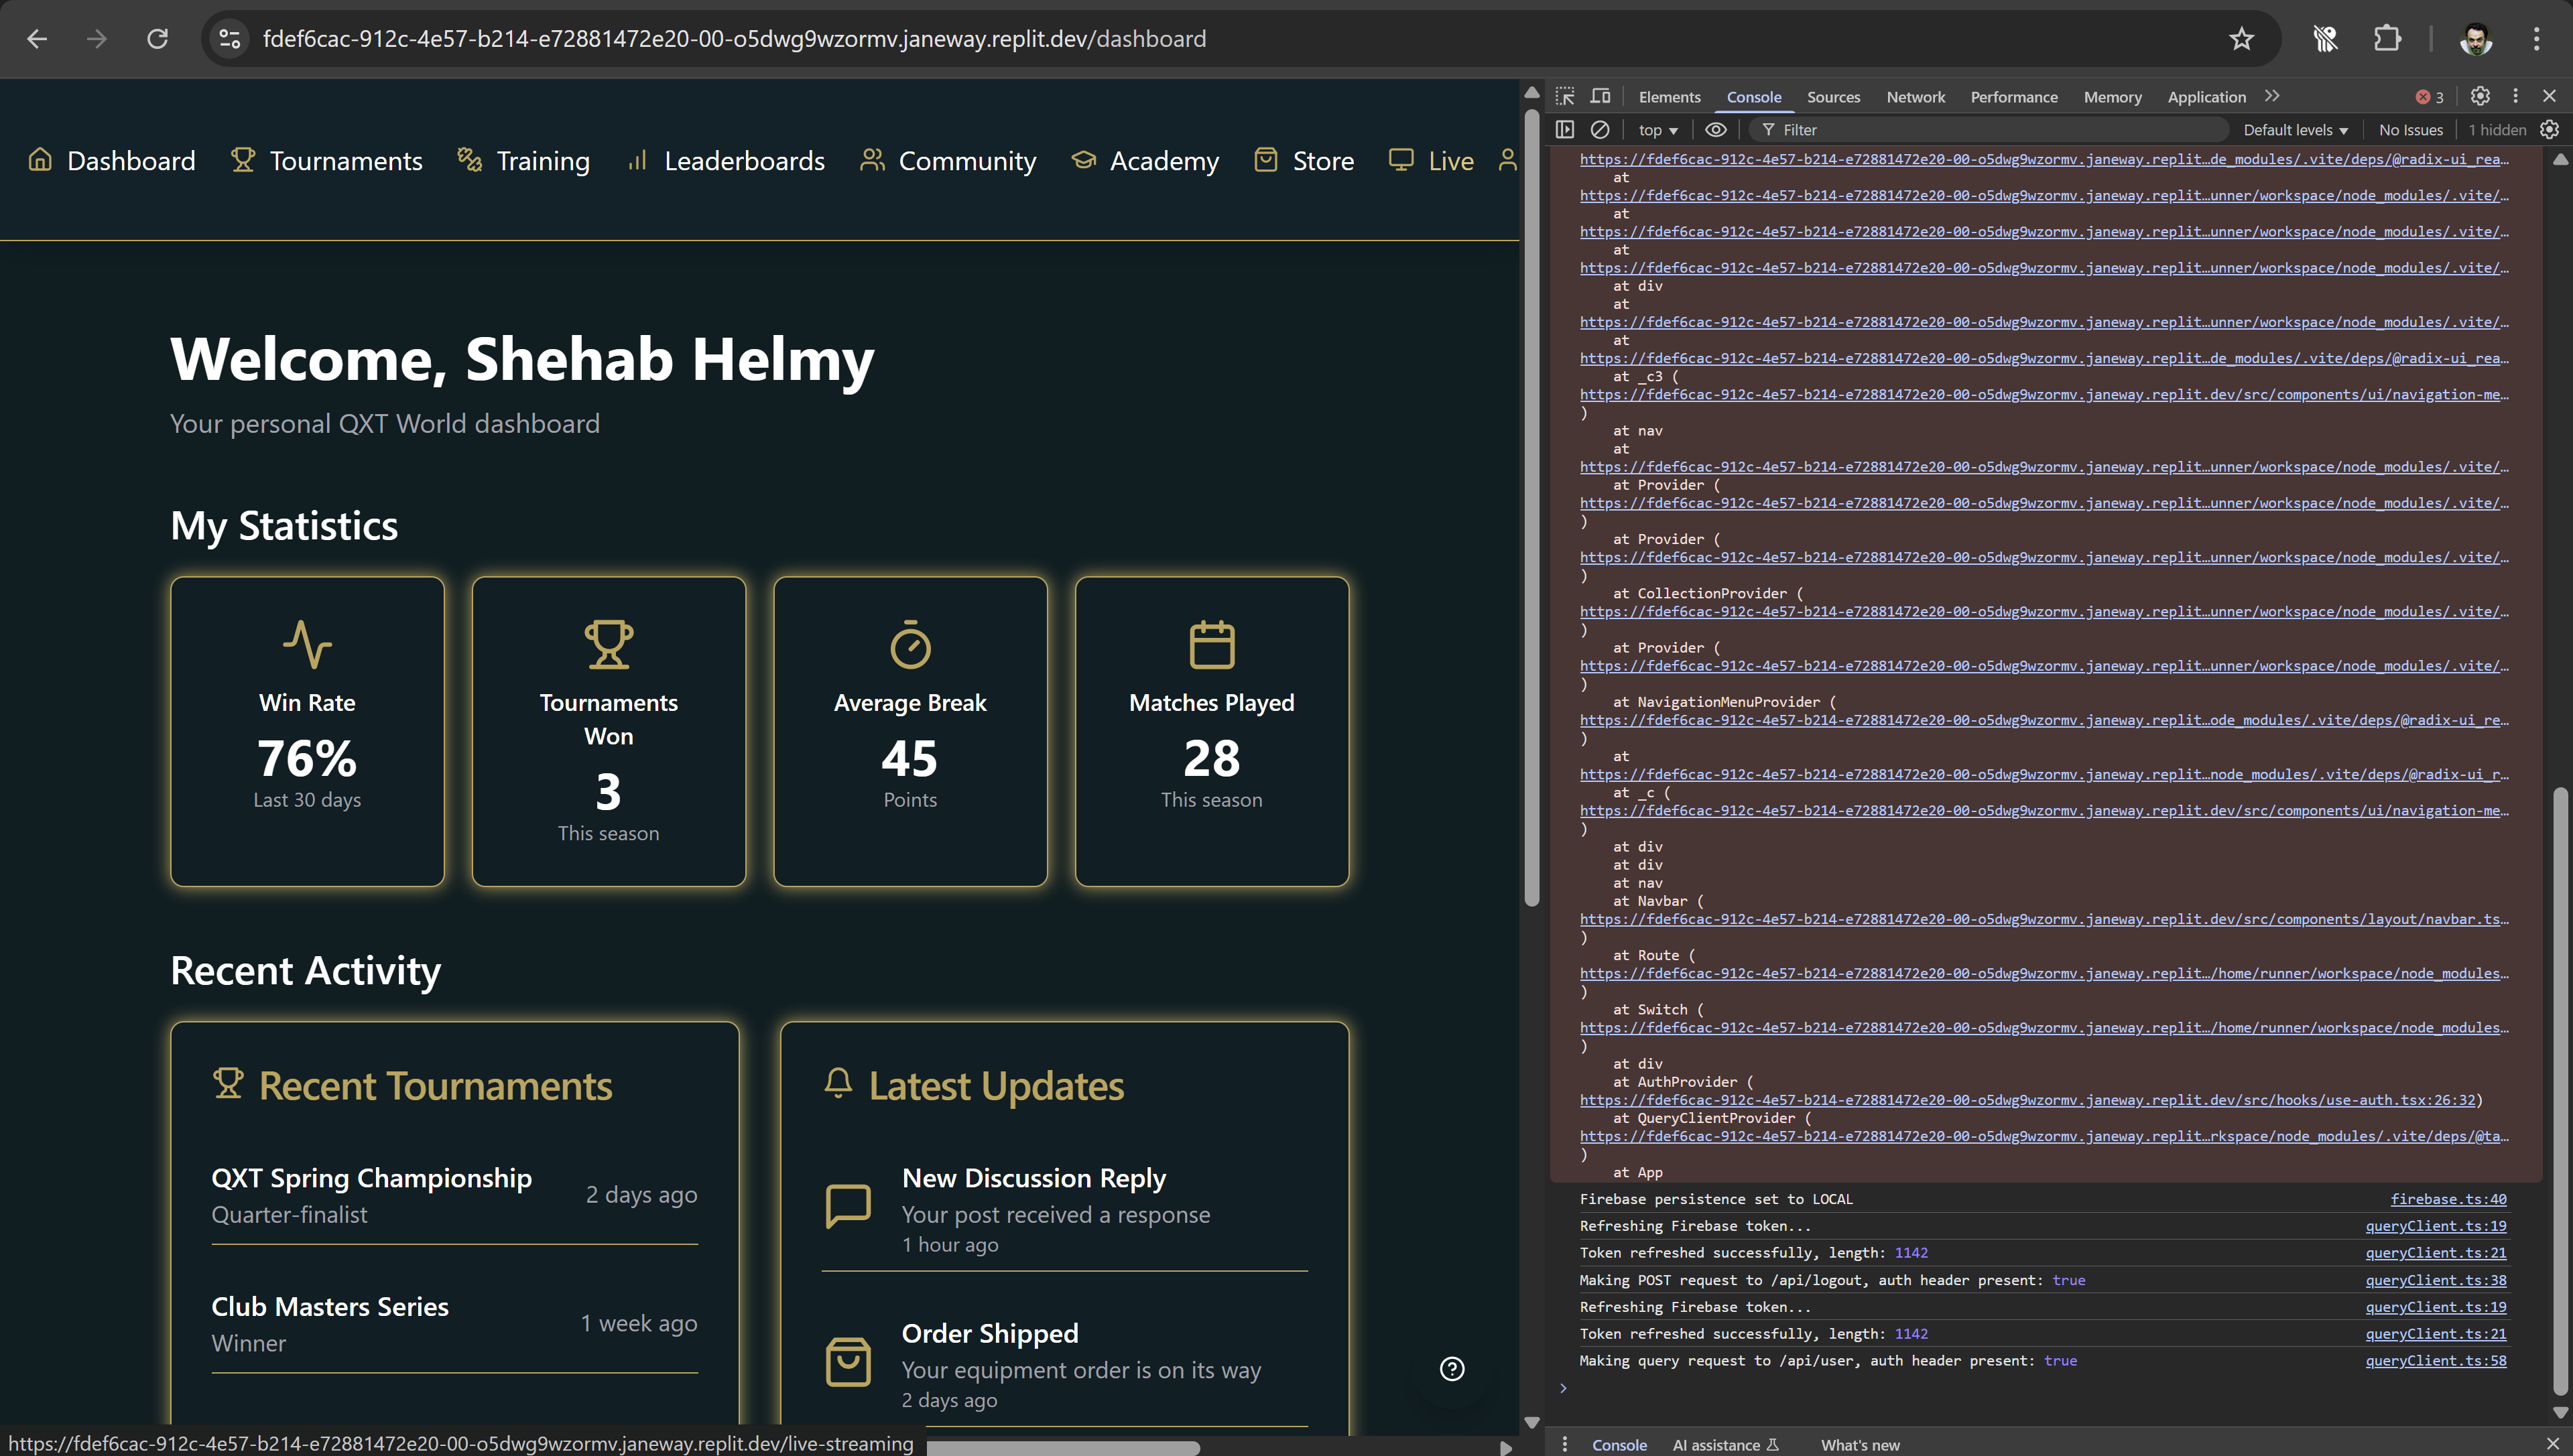 fdef6cac-912c-4e57-b214-e72881472e20-00-o5dwg9wzormv.janeway.replit.dev/dashboard
Dashboard Tournaments Training Leaderboards Community Academy Store Live
Welcome, Shehab Helmy
Your personal QXT World dashboard
My Statistics
Win Rate
76%
Last 30 days
Tournaments
Won
3
This season
Average Break
45
Points
Matches Played
28
This season
Recent Activity
Recent Tournaments
QXT Spring Championship
Quarter-finalist
2 days ago
Club Masters Series
Winner
1 week ago
Latest Updates
New Discussion Reply
Your post received a response
1 hour ago
Order Shipped
Your equipment order is on its way
2 days ago
https://fdef6cac-912c-4e57-b214-e72881472e20-00-o5dwg9wzormv.janeway.replit.dev/live-streaming
Elements Console Sources Network Performance Memory Application 3
top Filter Default levels No Issues 1 hidden
https://fdef6cac-912c-4e57-b214-e72881472e20-00-o5dwg9wzormv.janeway.replit…de_modules/.vite/deps/@radix-ui_rea…
at
https://fdef6cac-912c-4e57-b214-e72881472e20-00-o5dwg9wzormv.janeway.replit…unner/workspace/node_modules/.vite/…
at
https://fdef6cac-912c-4e57-b214-e72881472e20-00-o5dwg9wzormv.janeway.replit…unner/workspace/node_modules/.vite/…
at
https://fdef6cac-912c-4e57-b214-e72881472e20-00-o5dwg9wzormv.janeway.replit…unner/workspace/node_modules/.vite/…
at div
at
https://fdef6cac-912c-4e57-b214-e72881472e20-00-o5dwg9wzormv.janeway.replit…unner/workspace/node_modules/.vite/…
at
https://fdef6cac-912c-4e57-b214-e72881472e20-00-o5dwg9wzormv.janeway.replit…de_modules/.vite/deps/@radix-ui_rea…
at _c3 (
https://fdef6cac-912c-4e57-b214-e72881472e20-00-o5dwg9wzormv.janeway.replit.dev/src/components/ui/navigation-me…
)
at nav
at
https://fdef6cac-912c-4e57-b214-e72881472e20-00-o5dwg9wzormv.janeway.replit…unner/workspace/node_modules/.vite/…
at Provider (
https://fdef6cac-912c-4e57-b214-e72881472e20-00-o5dwg9wzormv.janeway.replit…unner/workspace/node_modules/.vite/…
)
at Provider (
https://fdef6cac-912c-4e57-b214-e72881472e20-00-o5dwg9wzormv.janeway.replit…unner/workspace/node_modules/.vite/…
)
at CollectionProvider (
https://fdef6cac-912c-4e57-b214-e72881472e20-00-o5dwg9wzormv.janeway.replit…unner/workspace/node_modules/.vite/…
)
at Provider (
https://fdef6cac-912c-4e57-b214-e72881472e20-00-o5dwg9wzormv.janeway.replit…unner/workspace/node_modules/.vite/…
)
at NavigationMenuProvider (
https://fdef6cac-912c-4e57-b214-e72881472e20-00-o5dwg9wzormv.janeway.replit…ode_modules/.vite/deps/@radix-ui_re…
)
at
https://fdef6cac-912c-4e57-b214-e72881472e20-00-o5dwg9wzormv.janeway.replit…node_modules/.vite/deps/@radix-ui_r…
at _c (
https://fdef6cac-912c-4e57-b214-e72881472e20-00-o5dwg9wzormv.janeway.replit.dev/src/components/ui/navigation-me…
)
at div
at div
at nav
at Navbar (
https://fdef6cac-912c-4e57-b214-e72881472e20-00-o5dwg9wzormv.janeway.replit.dev/src/components/layout/navbar.ts…
)
at Route (
https://fdef6cac-912c-4e57-b214-e72881472e20-00-o5dwg9wzormv.janeway.replit…/home/runner/workspace/node_modules…
)
at Switch (
https://fdef6cac-912c-4e57-b214-e72881472e20-00-o5dwg9wzormv.janeway.replit…/home/runner/workspace/node_modules…
)
at div
at AuthProvider (
https://fdef6cac-912c-4e57-b214-e72881472e20-00-o5dwg9wzormv.janeway.replit.dev/src/hooks/use-auth.tsx:26:32)
at QueryClientProvider (
https://fdef6cac-912c-4e57-b214-e72881472e20-00-o5dwg9wzormv.janeway.replit…rkspace/node_modules/.vite/deps/@ta…
)
at App
Firebase persistence set to LOCAL firebase.ts:40
Refreshing Firebase token... queryClient.ts:19
Token refreshed successfully, length: 1142 queryClient.ts:21
Making POST request to /api/logout, auth header present: true queryClient.ts:38
Refreshing Firebase token... queryClient.ts:19
Token refreshed successfully, length: 1142 queryClient.ts:21
Making query request to /api/user, auth header present: true queryClient.ts:58
Console AI assistance What's new